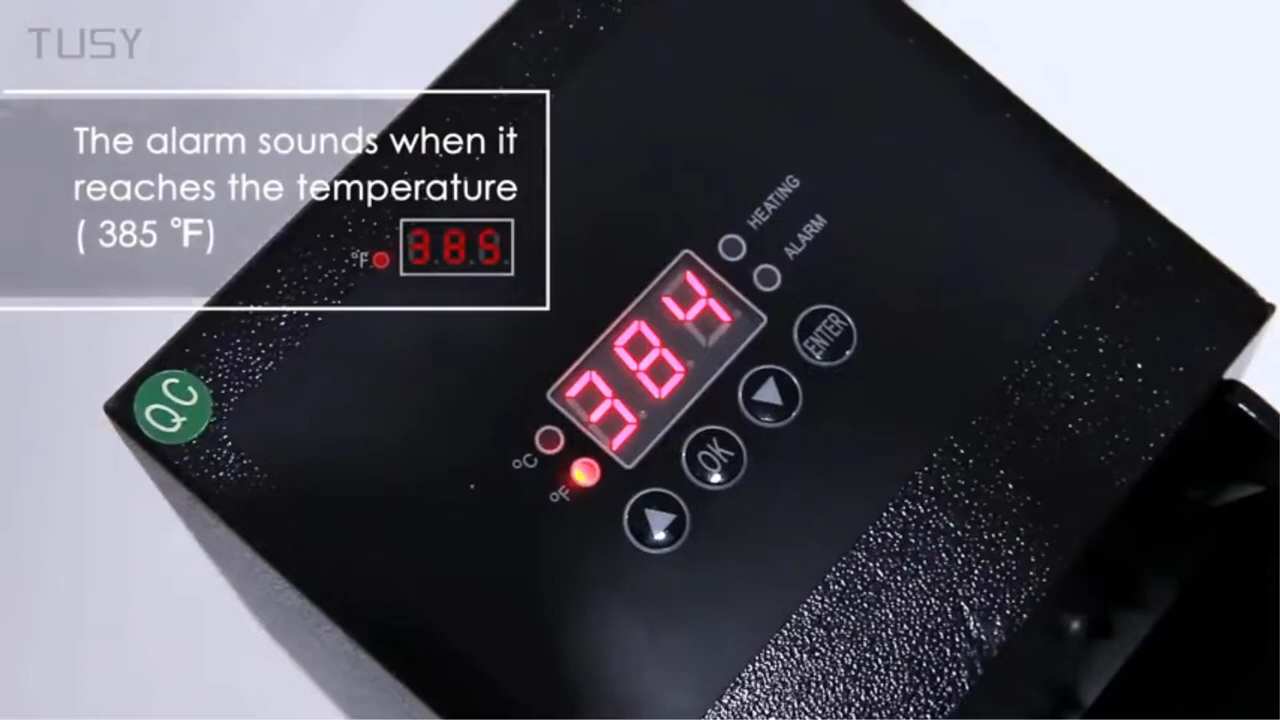 TUSY
The alarm sounds when it
reaches the temperature
( 385 °F)
°F 385
HEATING
ALARM
384
°C
°F
ENTER
OK
QC